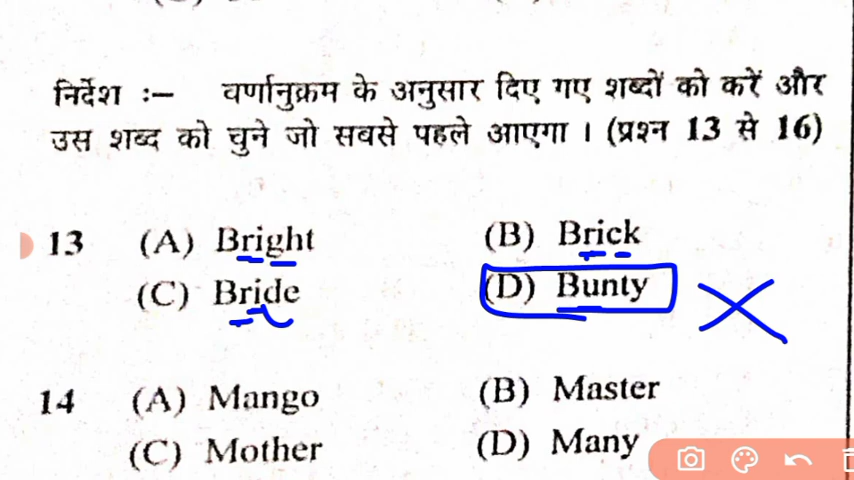 निर्देश :– वर्णानुक्रम के अनुसार दिए गए शब्दों को करें और
उस शब्द को चुने जो सबसे पहले आएगा । (प्रश्न 13 से 16)
13 (A) Bright (B) Brick
(C) Bride (D) Bunty
14 (A) Mango (B) Master
(C) Mother (D) Many